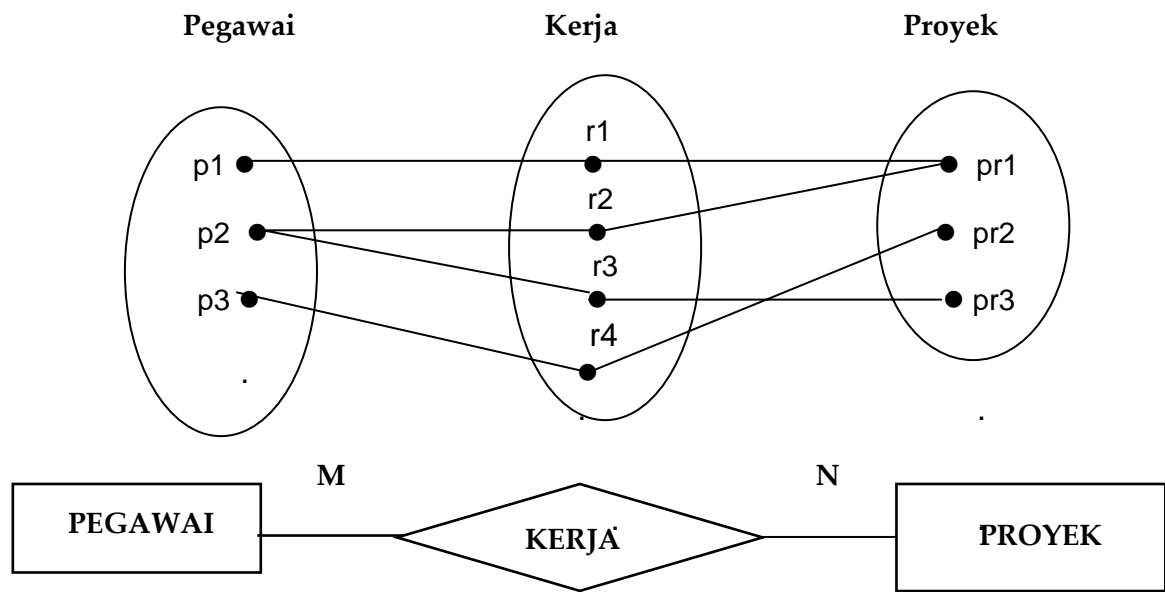 Pegawai Kerja Proyek
r1
p1 pr1
r2
p2 pr2
r3
p3 pr3
r4
.
. .
M N
PEGAWAI KERJA PROYEK